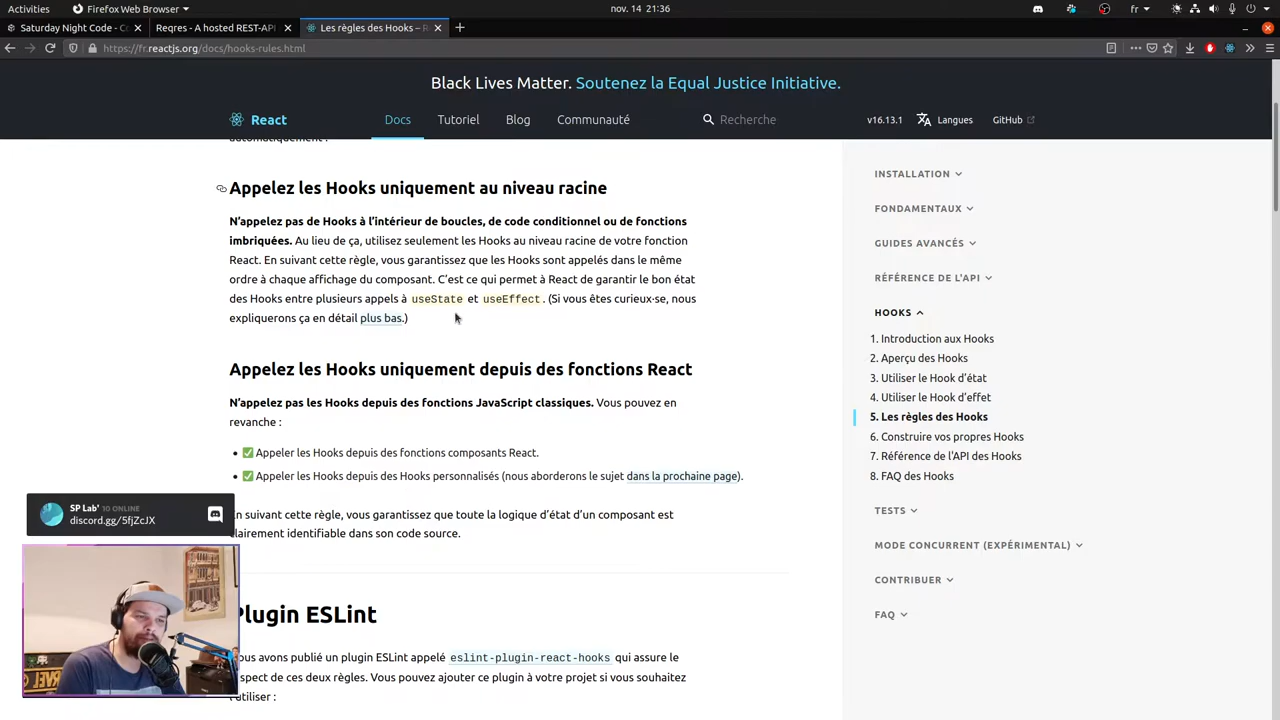 Activities
Firefox Web Browser
nov. 14 21:36
fr
Saturday Night Code - C
Reqres - A hosted REST-API
Les règles des Hooks – R
https://fr.reactjs.org/docs/hooks-rules.html
Black Lives Matter. Soutenez la Equal Justice Initiative.
React
Docs
Tutoriel
Blog
Communauté
Recherche
v16.13.1
Langues
GitHub
Appelez les Hooks uniquement au niveau racine
N’appelez pas de Hooks à l’intérieur de boucles, de code conditionnel ou de fonctions
imbriquées. Au lieu de ça, utilisez seulement les Hooks au niveau racine de votre fonction
React. En suivant cette règle, vous garantissez que les Hooks sont appelés dans le même
ordre à chaque affichage du composant. C’est ce qui permet à React de garantir le bon état
des Hooks entre plusieurs appels à useState et useEffect. (Si vous êtes curieux·se, nous
expliquerons ça en détail plus bas.)
Appelez les Hooks uniquement depuis des fonctions React
N’appelez pas les Hooks depuis des fonctions JavaScript classiques. Vous pouvez en
revanche :
• ✅ Appeler les Hooks depuis des fonctions composants React.
• ✅ Appeler les Hooks depuis des Hooks personnalisés (nous aborderons le sujet dans la prochaine page).
En suivant cette règle, vous garantissez que toute la logique d’état d’un composant est
clairement identifiable dans son code source.
Plugin ESLint
Nous avons publié un plugin ESLint appelé eslint-plugin-react-hooks qui assure le
respect de ces deux règles. Vous pouvez ajouter ce plugin à votre projet si vous souhaitez
l’utiliser :
INSTALLATION
FONDAMENTAUX
GUIDES AVANCÉS
RÉFÉRENCE DE L'API
HOOKS
1. Introduction aux Hooks
2. Aperçu des Hooks
3. Utiliser le Hook d’état
4. Utiliser le Hook d’effet
5. Les règles des Hooks
6. Construire vos propres Hooks
7. Référence de l'API des Hooks
8. FAQ des Hooks
TESTS
MODE CONCURRENT (EXPÉRIMENTAL)
CONTRIBUER
FAQ
SP Lab' 10 ONLINE
discord.gg/5fjZcJX